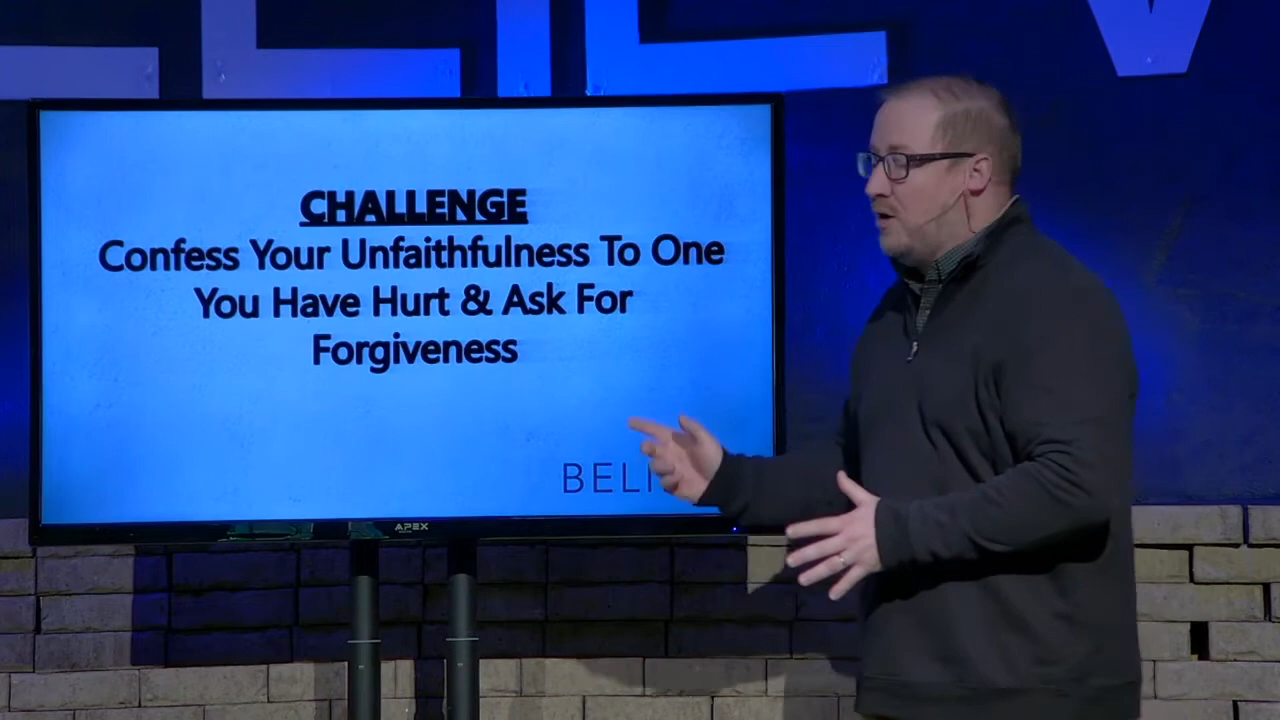 CHALLENGE
Confess Your Unfaithfulness To One
You Have Hurt & Ask For
Forgiveness
APEX